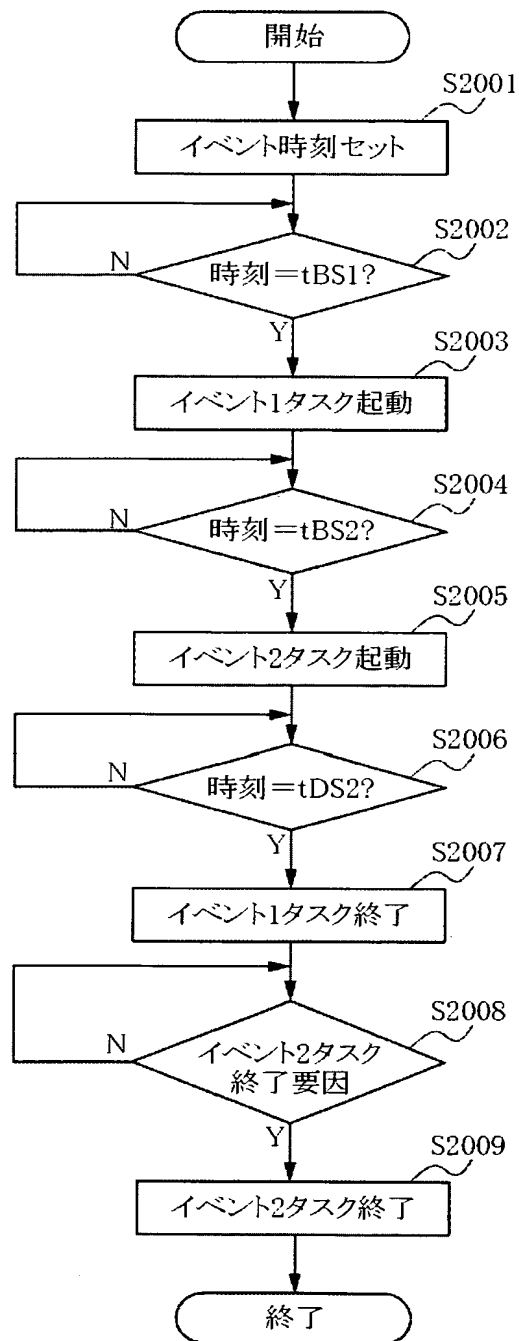 開始
S2001
イベント時刻セット
S2002
N
時刻＝tBS1?
Y
S2003
イベント1タスク起動
S2004
N
時刻＝tBS2?
Y
S2005
イベント2タスク起動
S2006
N
時刻＝tDS2?
Y
S2007
イベント1タスク終了
S2008
N
イベント2タスク
終了要因
Y
S2009
イベント2タスク終了
終了